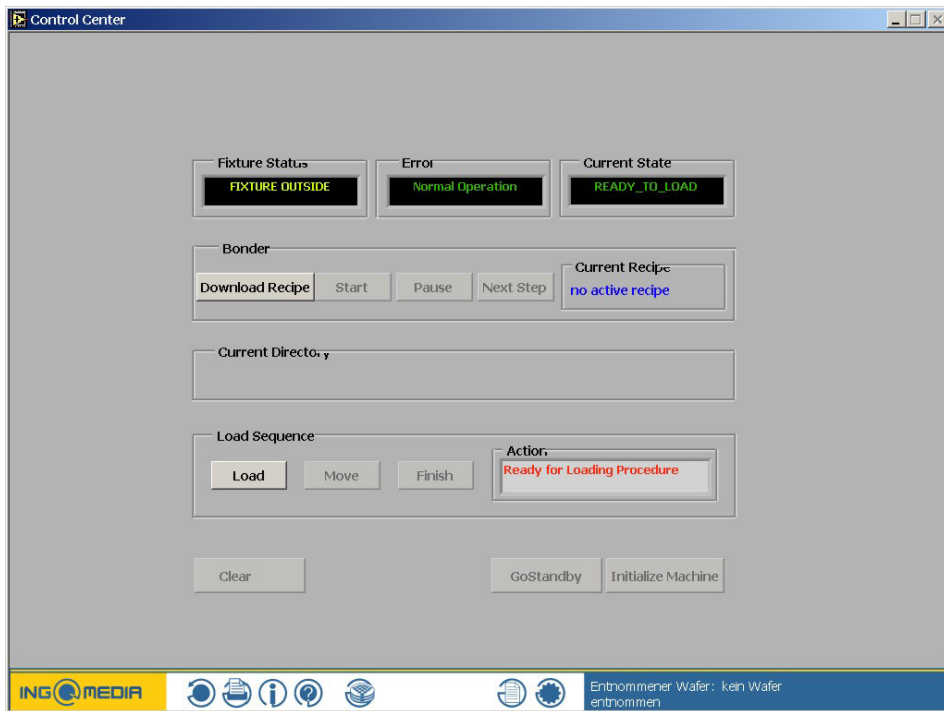 Control Center
Fixture Status
Error
Current State
FIXTURE OUTSIDE
Normal Operation
READY_TO_LOAD
Bonder
Download Recipe
Start
Pause
Next Step
Current Recipe
no active recipe
Current Directory
Load Sequence
Load
Move
Finish
Action
Ready for Loading Procedure
Clear
GoStandby
Initialize Machine
ING MEDIA
Entnommener Wafer: kein Wafer
entnommen